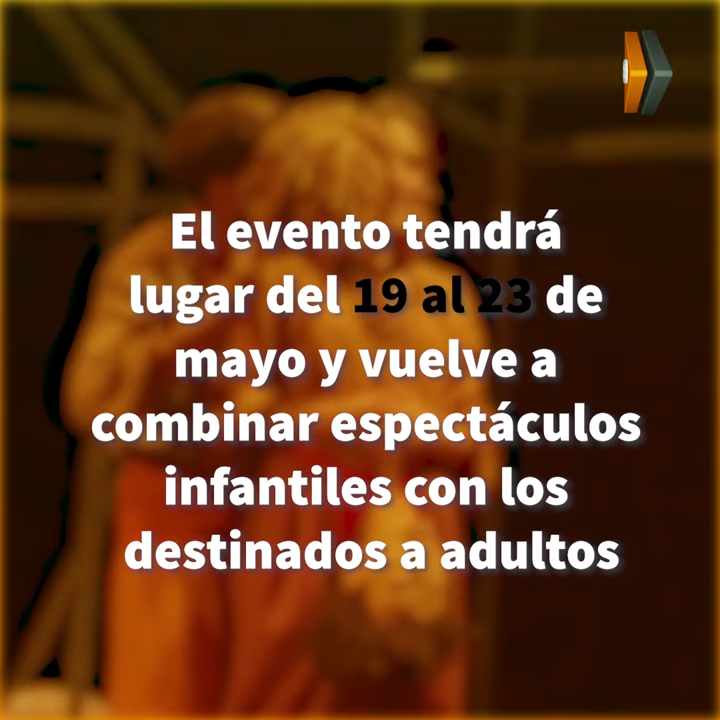 El evento tendrá
lugar del 19 al 23 de
mayo y vuelve a
combinar espectáculos
infantiles con los
destinados a adultos